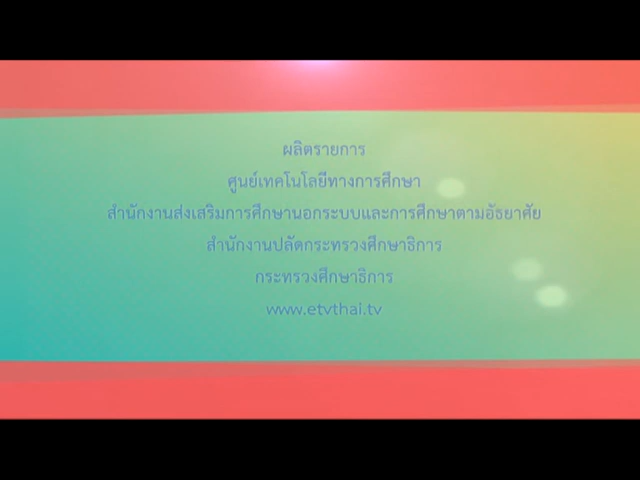 ผลิตรายการ
ศูนย์เทคโนโลยีทางการศึกษา
สำนักงานส่งเสริมการศึกษานอกระบบและการศึกษาตามอัธยาศัย
สำนักงานปลัดกระทรวงศึกษาธิการ
กระทรวงศึกษาธิการ
www.etvthai.tv